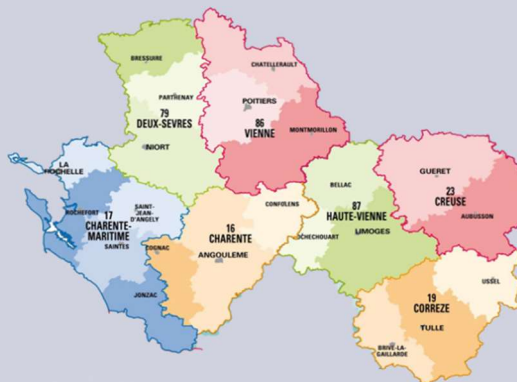 BRESSUIRE
PARTHENAY
79
DEUX-SEVRES
NIORT
CHATELLERAULT
POITIERS
86
VIENNE
MONTMORILLON
LA
ROCHELLE
ROCHEFORT
17
CHARENTE-
MARITIME
SAINT-
JEAN-
D'ANGELY
SAINTES
COGNAC
JONZAC
CONFOLENS
16
CHARENTE
ANGOULEME
BELLAC
87
HAUTE-VIENNE
OCHECHOUART
LIMOGES
GUERET
23
CREUSE
AUBUSSON
USSEL
19
CORREZE
TULLE
BRIVE-LA-
GAILLARDE